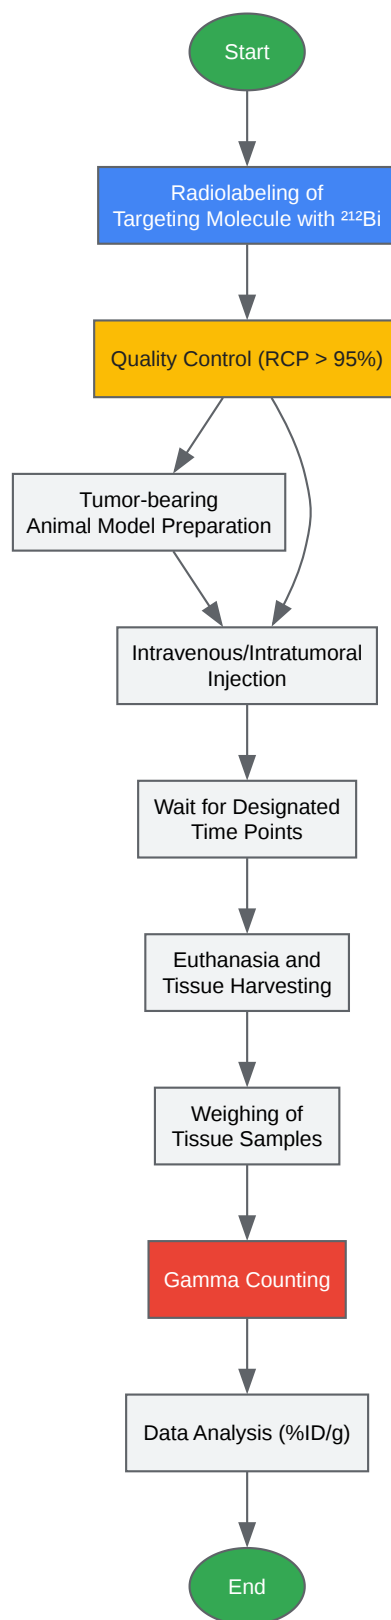 Start
Radiolabeling of
Targeting Molecule with ²¹²Bi
Quality Control (RCP > 95%)
Tumor-bearing
Animal Model Preparation
Intravenous/Intratumoral
Injection
Wait for Designated
Time Points
Euthanasia and
Tissue Harvesting
Weighing of
Tissue Samples
Gamma Counting
Data Analysis (%ID/g)
End